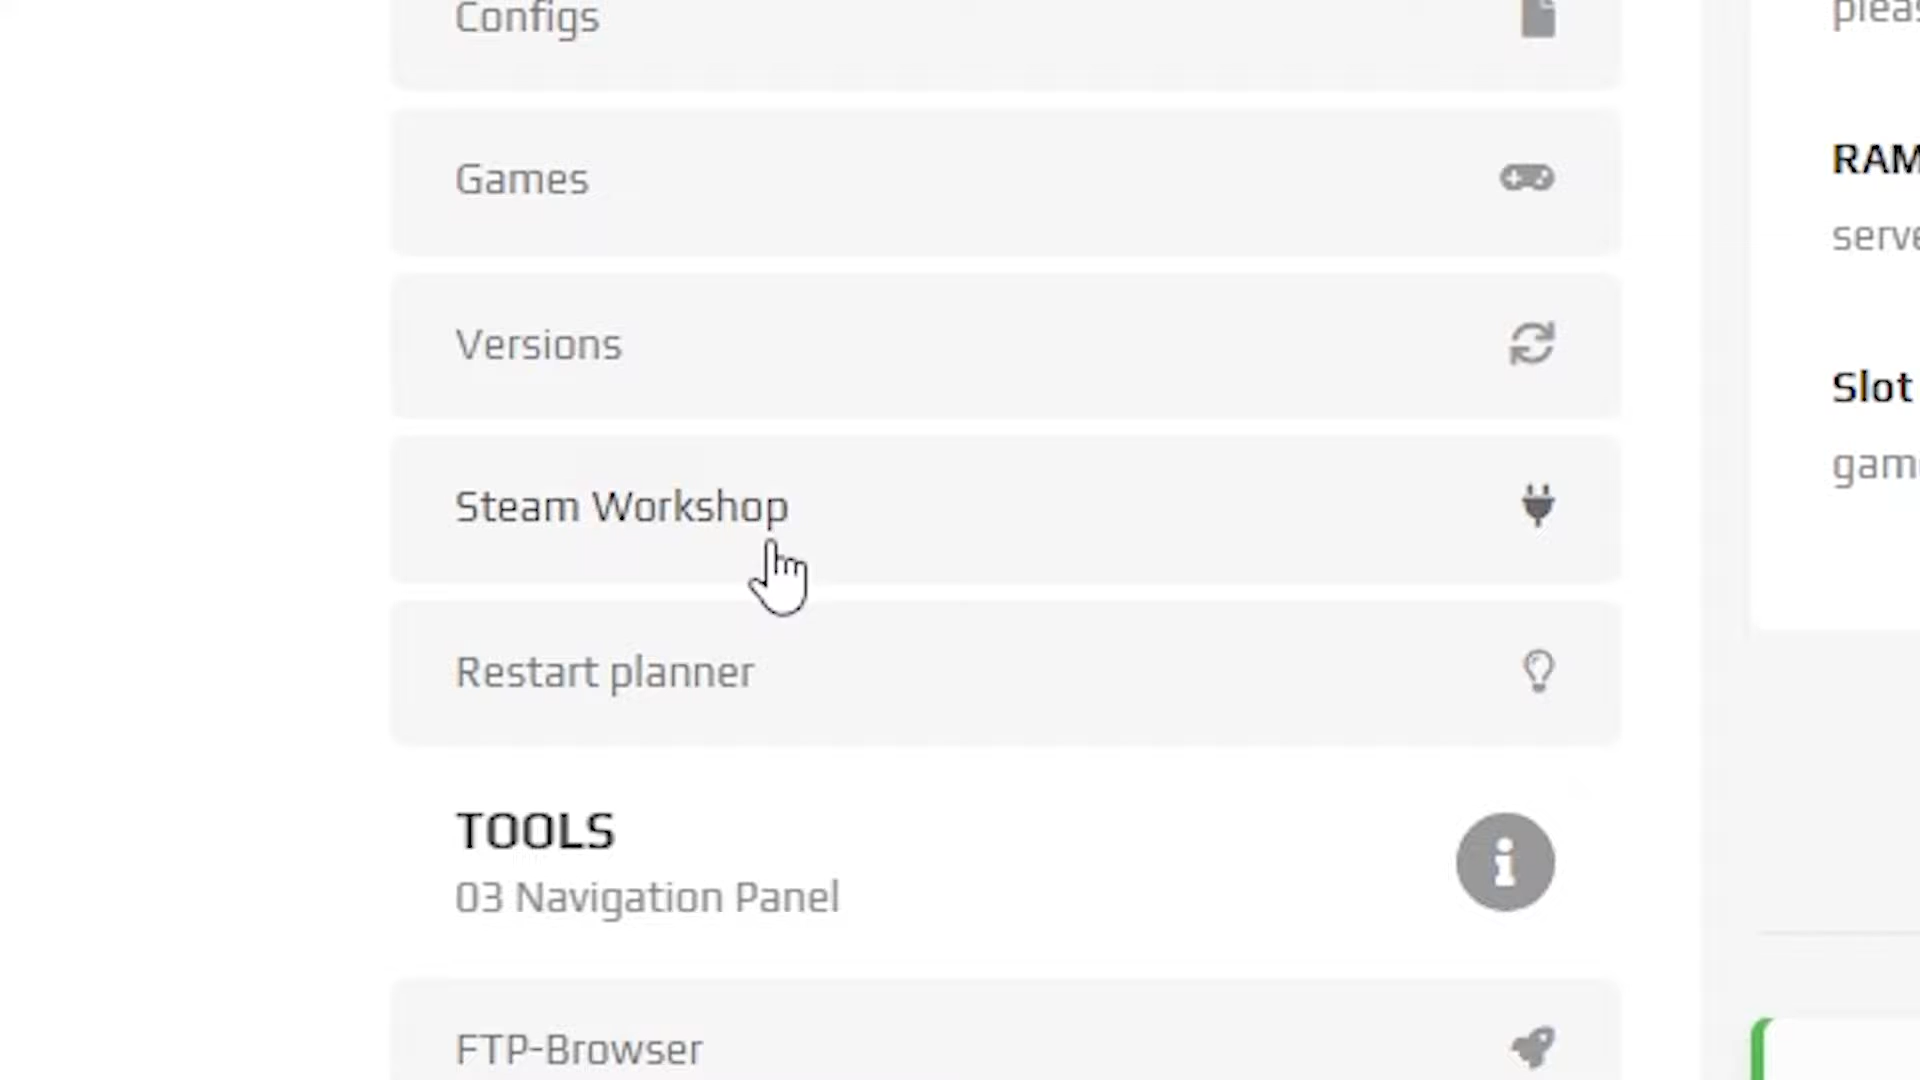 Configs
Games
Versions
Steam Workshop
Restart planner
TOOLS
03 Navigation Panel
FTP-Browser
RAM
Slot